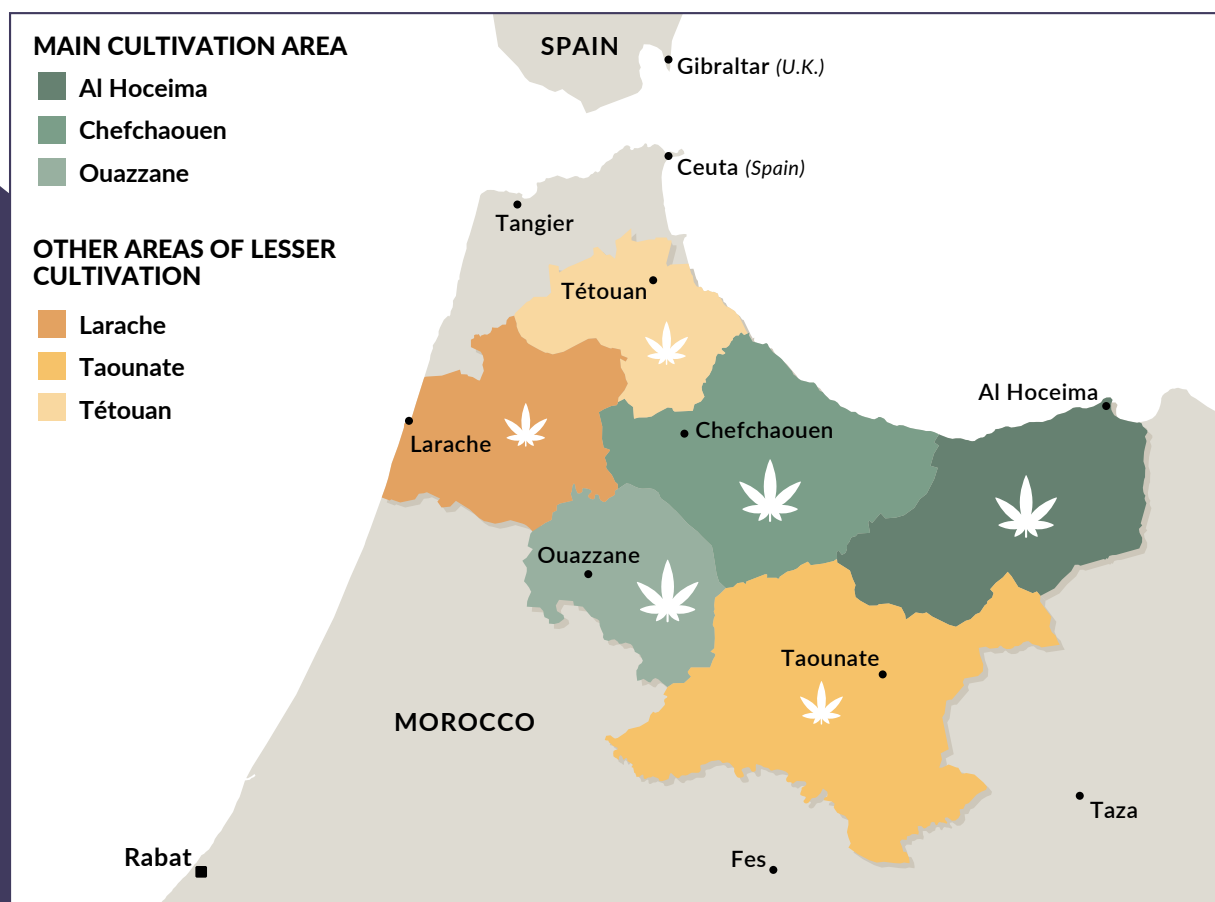 MAIN CULTIVATION AREA
Al Hoceima
Chefchaouen
Ouazzane
OTHER AREAS OF LESSER
CULTIVATION
Larache
Taounate
Tétouan
SPAIN
Gibraltar (U.K.)
Ceuta (Spain)
Tangier
Tétouan
Al Hoceima
Chefchaouen
Larache
Ouazzane
Taounate
MOROCCO
Taza
Rabat
Fes